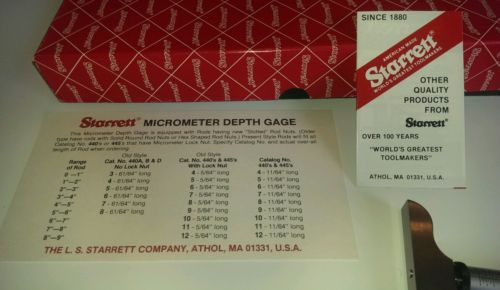 SINCE 1880
AMERICAN MADE
Starrett
WORLD'S GREATEST TOOLMAKERS
OTHER
QUALITY
PRODUCTS
FROM
Starrett
OVER 100 YEARS
"WORLD'S GREATEST
TOOLMAKERS"
ATHOL, MA 01331, U.S.A.
Starrett MICROMETER DEPTH GAGE
This Micrometer Depth Gage is equipped with Rods having new "Slotted" Rod Nuts. (Older
type have rods with Solid Round Rod Nuts or Hex Shaped Rod Nuts.) Present Style Rods will fit all
Catalog No. 440's or 445's that have Micrometer Lock Nut. Specify Catalog No. and actual over-all
length of Rod when ordering.
Range of Rod | Old Style Cat. No. 440A, B & D No Lock Nut | Old Style Cat. No. 440's & 445's With Lock Nut | Catalog No. 440's & 445's
0—1" | 3 - 61/64" long | 4 - 5/64" long | 4 - 11/64" long
1"—2" | 4 - 61/64" long | 5 - 5/64" long | 5 - 11/64" long
2"—3" | 5 - 61/64" long | 6 - 5/64" long | 6 - 11/64" long
3"—4" | 6 - 61/64" long | 7 - 5/64" long | 7 - 11/64" long
4"—5" | 7 - 61/64" long | 8 - 5/64" long | 8 - 11/64" long
5"—6" | 8 - 61/64" long | 9 - 5/64" long | 9 - 11/64" long
6"—7" | 10 - 5/64" long | 10 - 11/64" long
7"—8" | 11 - 5/64" long | 11 - 11/64" long
8"—9" | 12 - 5/64" long | 12 - 11/64" long
THE L. S. STARRETT COMPANY, ATHOL, MA 01331, U.S.A.